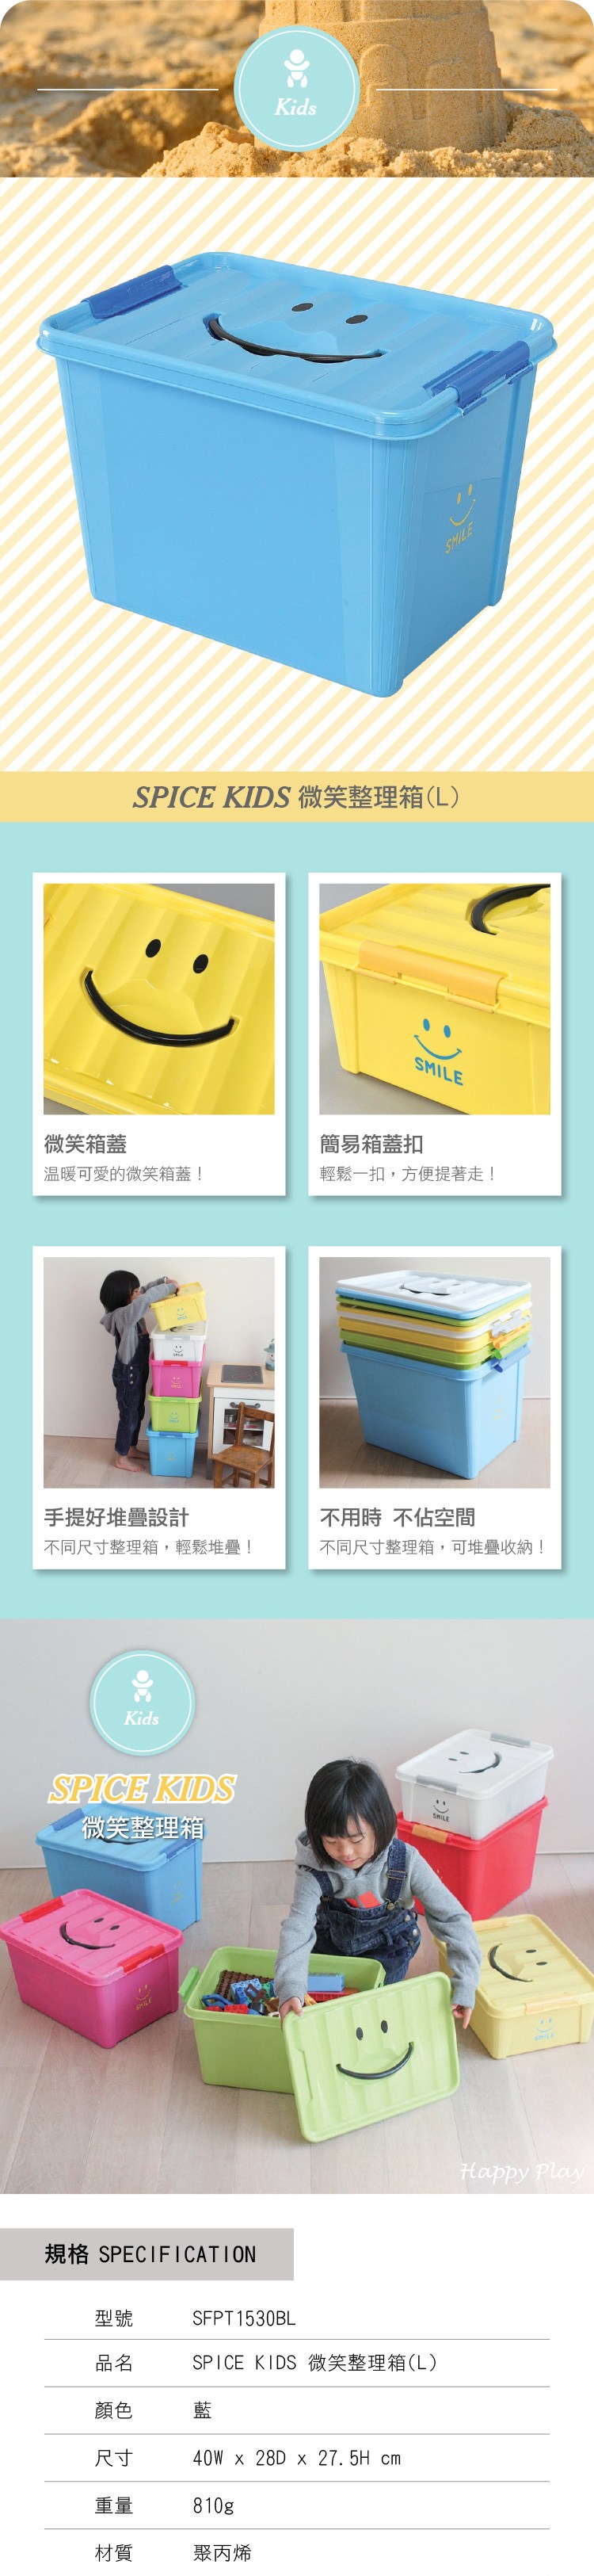 Kids
SMILE
SPICE KIDS 微笑整理箱(L)
SMILE
微笑箱蓋
温暖可愛的微笑箱蓋！
簡易箱蓋扣
輕鬆一扣，方便提著走！
手提好堆疊設計
不同尺寸整理箱，輕鬆堆疊！
不用時 不佔空間
不同尺寸整理箱，可堆疊收納！
Kids
SPICE KIDS
微笑整理箱
SMILE
SMILE
SMILE
Happy Play
規格 SPECIFICATION
型號 SFPT1530BL
品名 SPICE KIDS 微笑整理箱(L)
顏色 藍
尺寸 40W x 28D x 27.5H cm
重量 810g
材質 聚丙烯